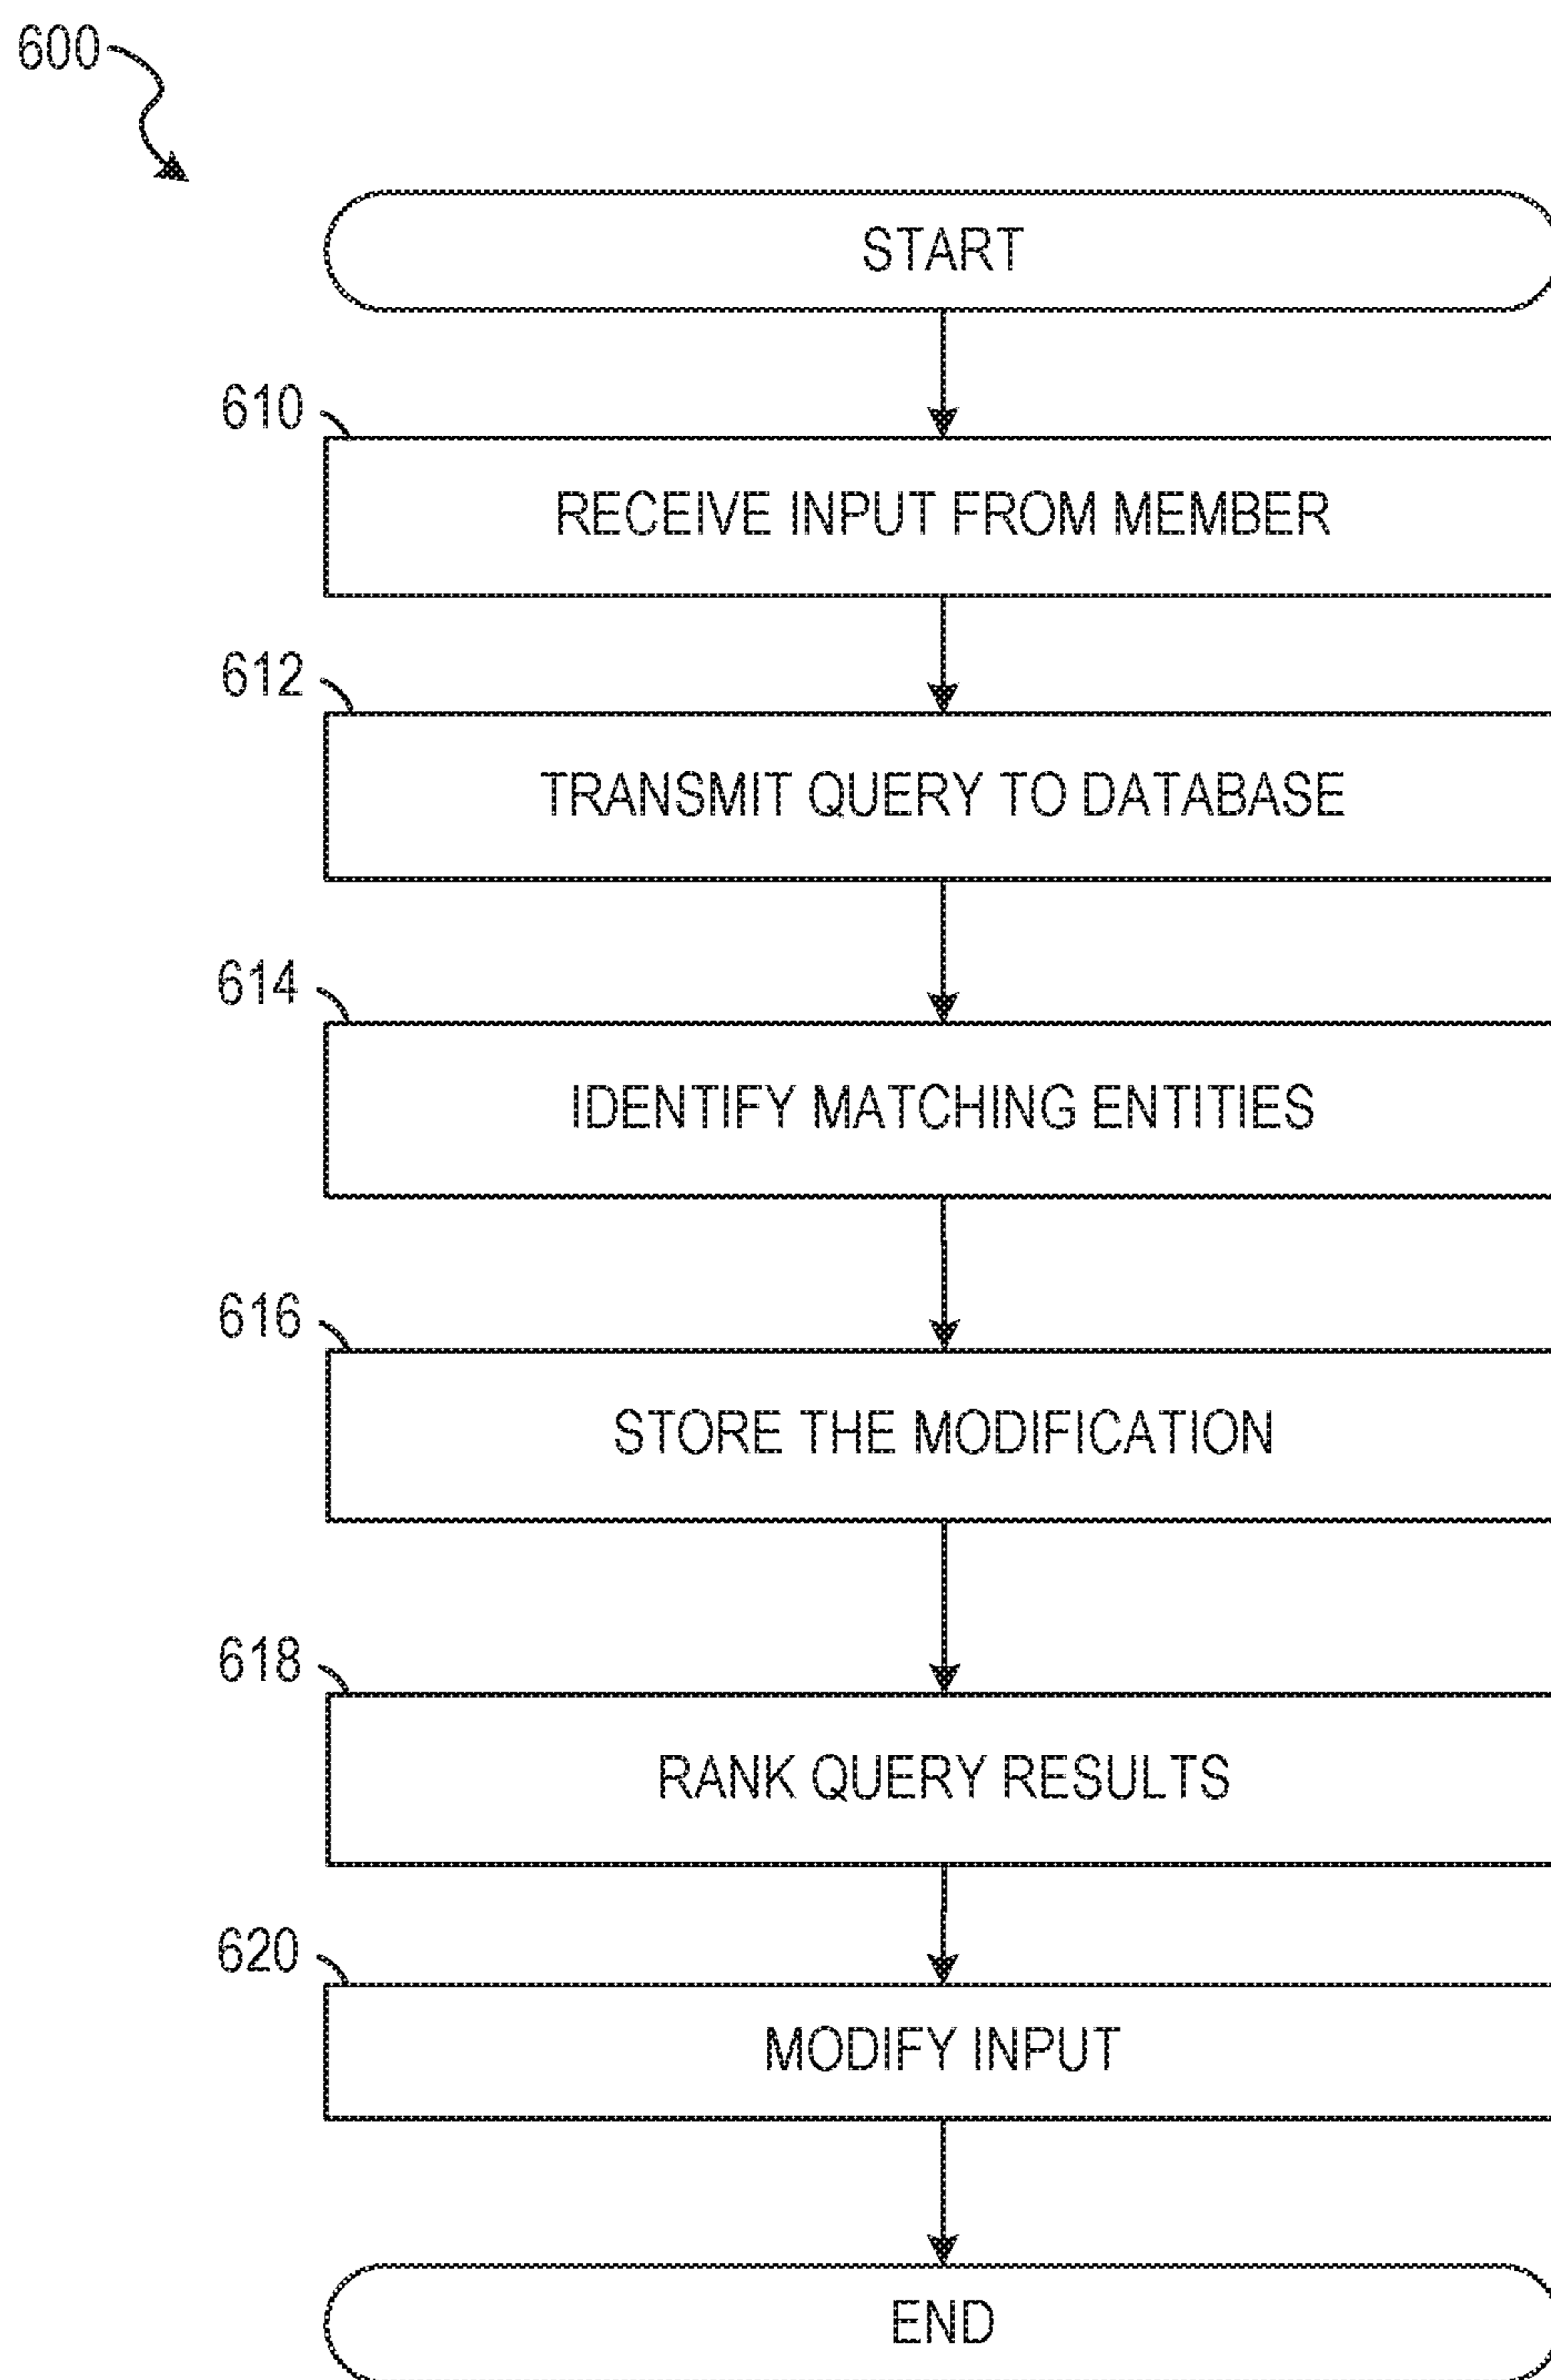 600
START
610
RECEIVE INPUT FROM MEMBER
612
TRANSMIT QUERY TO DATABASE
614
IDENTIFY MATCHING ENTITIES
616
STORE THE MODIFICATION
618
RANK QUERY RESULTS
620
MODIFY INPUT
END